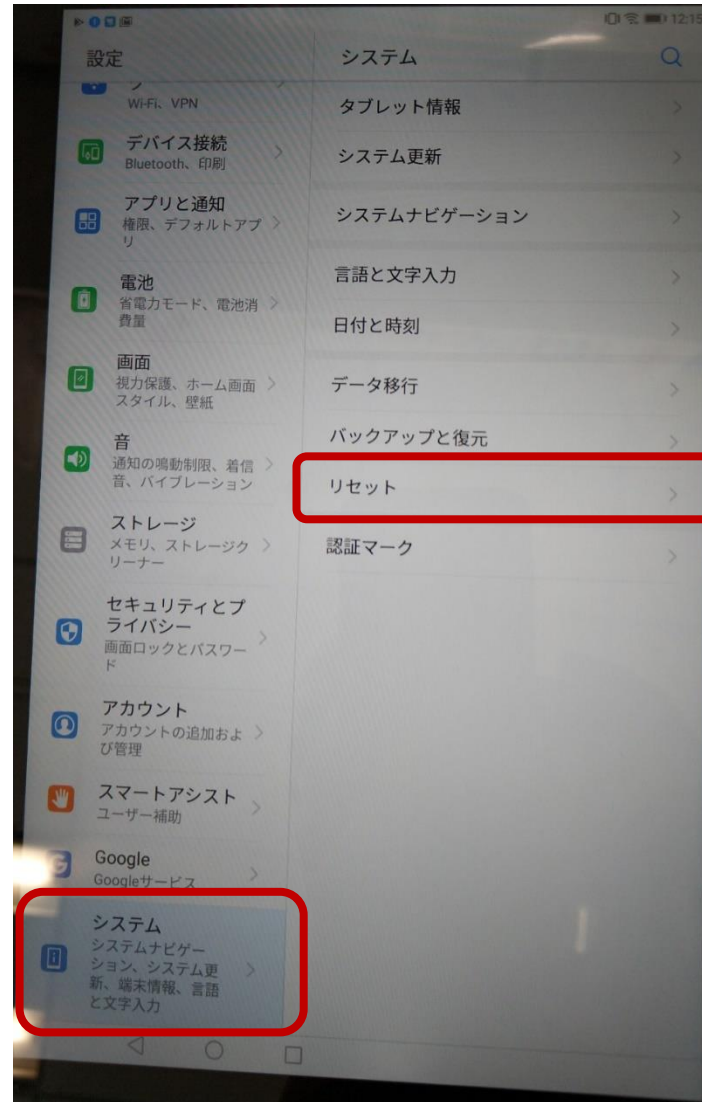 12:15
設定
Wi-Fi、VPN
デバイス接続
Bluetooth、印刷
アプリと通知
権限、デフォルトアプ
リ
電池
省電力モード、電池消
費量
画面
視力保護、ホーム画面
スタイル、壁紙
音
通知の鳴動制限、着信
音、バイブレーション
ストレージ
メモリ、ストレージク
リーナー
セキュリティとプ
ライバシー
画面ロックとパスワー
ド
アカウント
アカウントの追加およ
び管理
スマートアシスト
ユーザー補助
Google
Googleサービス
システム
システムナビゲー
ション、システム更
新、端末情報、言語
と文字入力
システム
タブレット情報
システム更新
システムナビゲーション
言語と文字入力
日付と時刻
データ移行
バックアップと復元
リセット
認証マーク